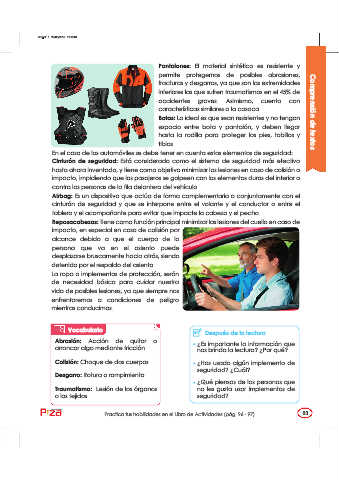 Pantalones: El material sintético es resistente y
permite protegernos de posibles abrasiones,
fracturas y desgarros, ya que son las extremidades
inferiores las que sufren traumatismos en el 45% de
accidentes graves. Asimismo, cuenta con
características similares a la casaca.
Botas: Lo ideal es que sean resistentes y no tengan
espacio entre bota y pantalón, y deben llegar
hasta la rodilla para proteger los pies, tobillos y
tibias
En el caso de los automóviles se debe tener en cuenta estos elementos de seguridad:
Cinturón de seguridad: Está considerado como el sistema de seguridad más efectivo
hasta ahora inventado, y tiene como objetivo minimizar las lesiones en caso de colisión o
impacto, impidiendo que los pasajeros se golpeen con los elementos duros del interior o
contra las personas de la fila delantera del vehículo
Airbag: Es un dispositivo que actúa de forma complementaria o conjuntamente con el
cinturón de seguridad y que se interpone entre el volante y el conductor o entre el
tablero y el acompañante para evitar que impacte la cabeza y el pecho
Reposacabezas: Tiene como función principal minimizar las lesiones del cuello en caso de
impacto, en especial en caso de colisión por
alcance debido a que el cuerpo de la
persona que va en el asiento puede
desplazarse bruscamente hacia atrás, siendo
detenida por el respaldo del asiento
La ropa o implementos de protección, serán
de necesidad básica para cuidar nuestra
vida de posibles lesiones, ya que siempre nos
enfrentaremos a condiciones de peligro
mientras conducimos
Comprensión de textos
Vocabulario
Abrasión: Acción de quitar o
arrancar algo mediante fricción
Colisión: Choque de dos cuerpos
Desgarro: Rotura o rompimiento
Traumatismo: Lesión de los órganos
o los tejidos
Después de la lectura
• ¿Es importante la información que
nos brinda la lectura? ¿Por qué?
• ¿Has usado algún implemento de
seguridad? ¿Cuál?
• ¿Qué piensas de las personas que
no les gusta usar implementos de
seguridad?
Practica tus habilidades en el Libro de Actividades (pág. 94 - 97)